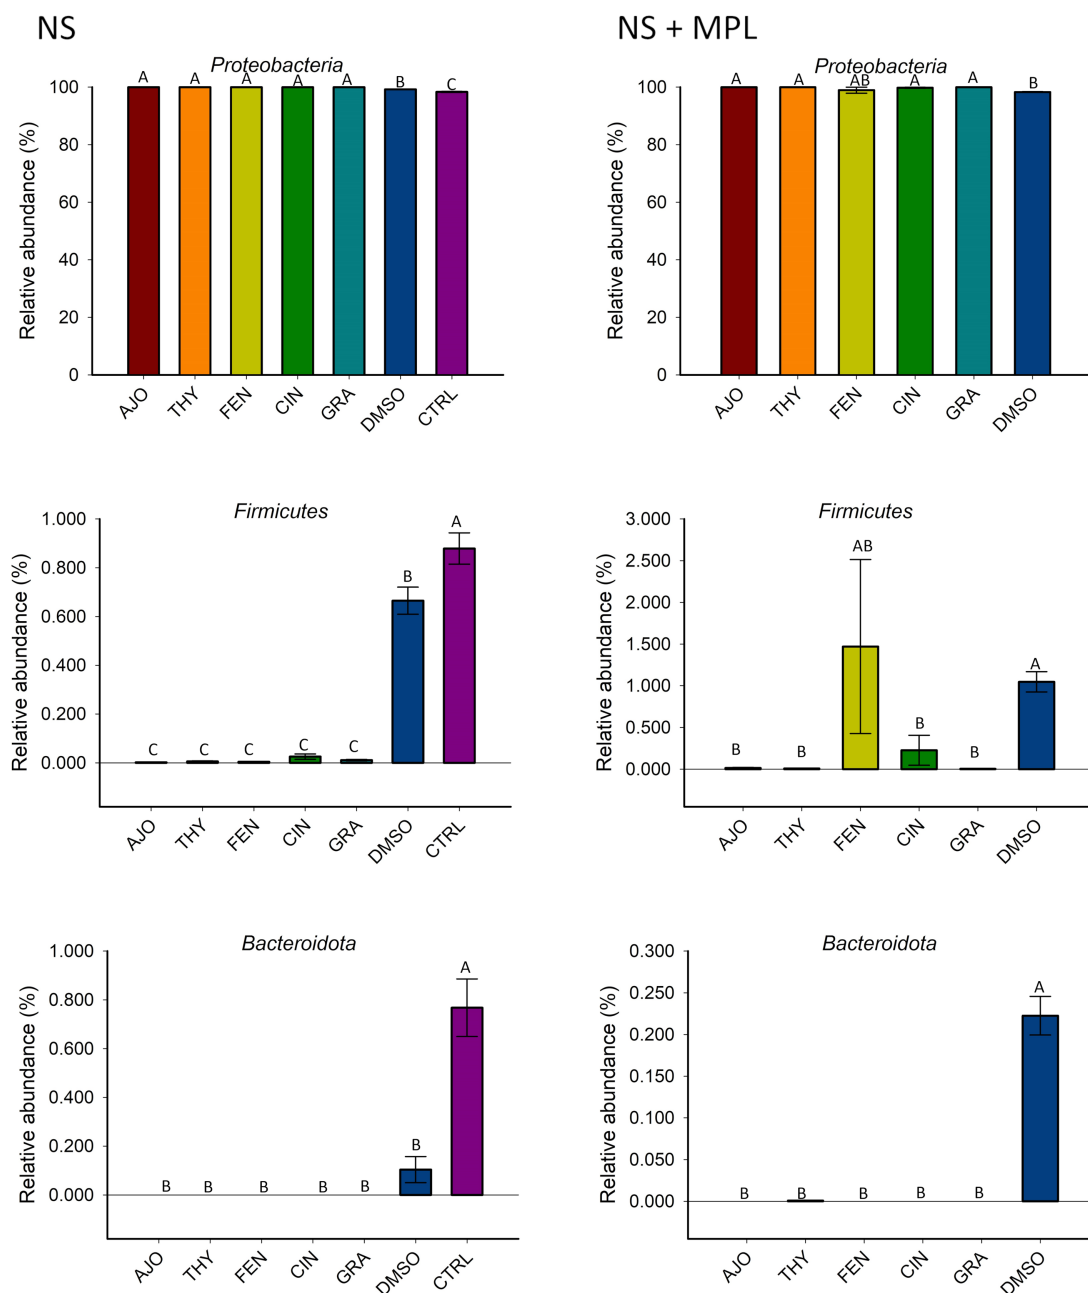 NS
Proteobacteria
A A A A A B C
100
80
60
40
20
0
Relative abundance (%)
AJO THY FEN CIN GRA DMSO CTRL
NS + MPL
Proteobacteria
A A AB A A B
100
80
60
40
20
0
Relative abundance (%)
AJO THY FEN CIN GRA DMSO
Firmicutes
1.000
0.800
0.600
0.400
0.200
0.000
Relative abundance (%)
C C C C C B A
AJO THY FEN CIN GRA DMSO CTRL
Firmicutes
3.000
2.500
2.000
1.500
1.000
0.500
0.000
Relative abundance (%)
B B AB B B A
AJO THY FEN CIN GRA DMSO
Bacteroidota
1.000
0.800
0.600
0.400
0.200
0.000
Relative abundance (%)
B B B B B B A
AJO THY FEN CIN GRA DMSO CTRL
Bacteroidota
0.300
0.250
0.200
0.150
0.100
0.050
0.000
Relative abundance (%)
B B B B B A
AJO THY FEN CIN GRA DMSO